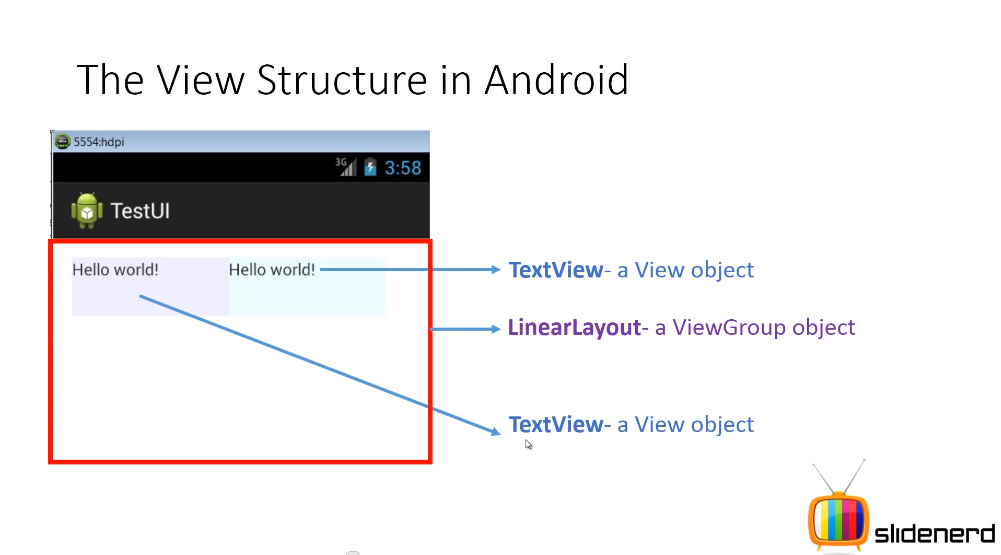 The View Structure in Android
5554:hdpi
3G 3:58
TestUI
Hello world! Hello world!
TextView- a View object
LinearLayout- a ViewGroup object
TextView- a View object
slidenerd